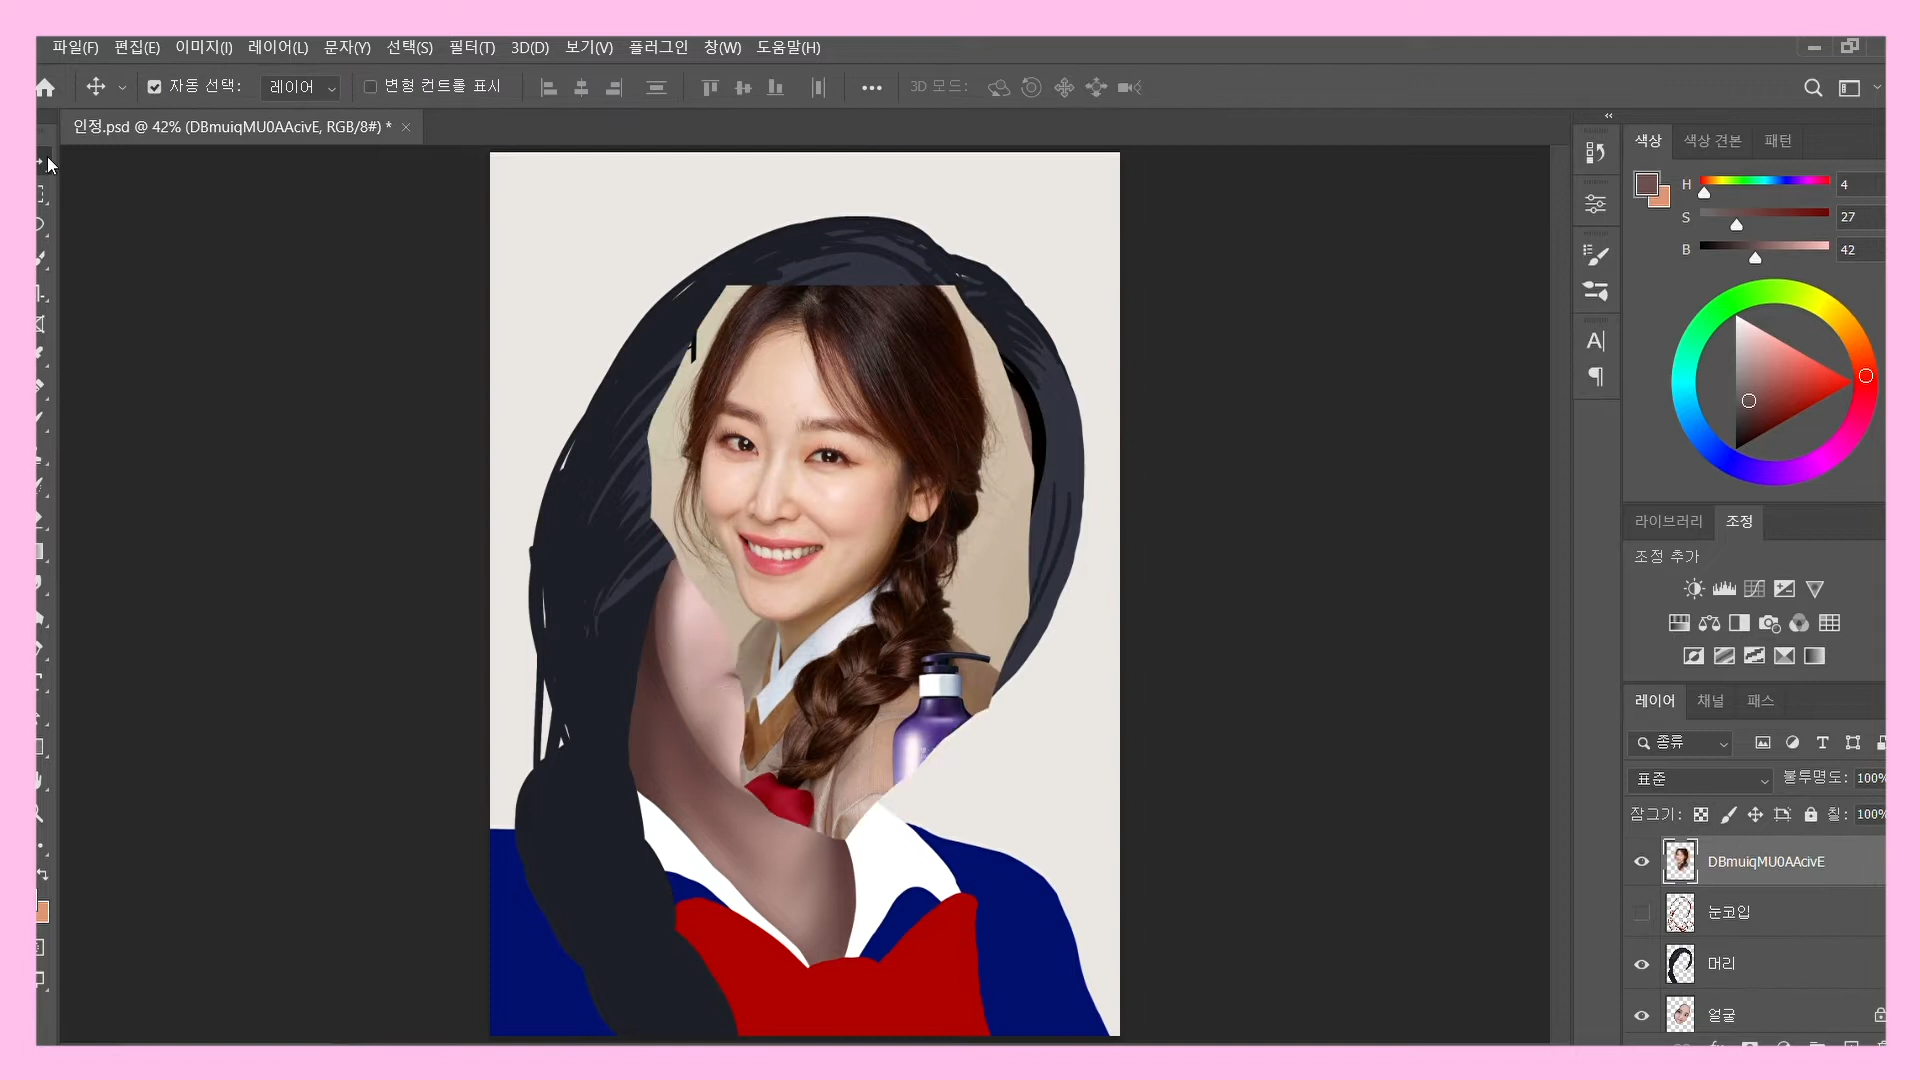 파일(F) 편집(E) 이미지(I) 레이어(L) 문자(Y) 선택(S) 필터(T) 3D(D) 보기(V) 플러그인 창(W) 도움말(H)
자동 선택: 레이어 변형 컨트롤 표시 3D 모드:
인정.psd @ 42% (DBmuiqMU0AAcivE, RGB/8#) * ×
색상 색상 견본 패턴
H 4
S 27
B 42
라이브러리 조정
조정 추가
레이어 채널 패스
종류
표준 불투명도: 100%
잠그기: 칠: 100%
DBmuiqMU0AAcivE
눈코입
머리
얼굴